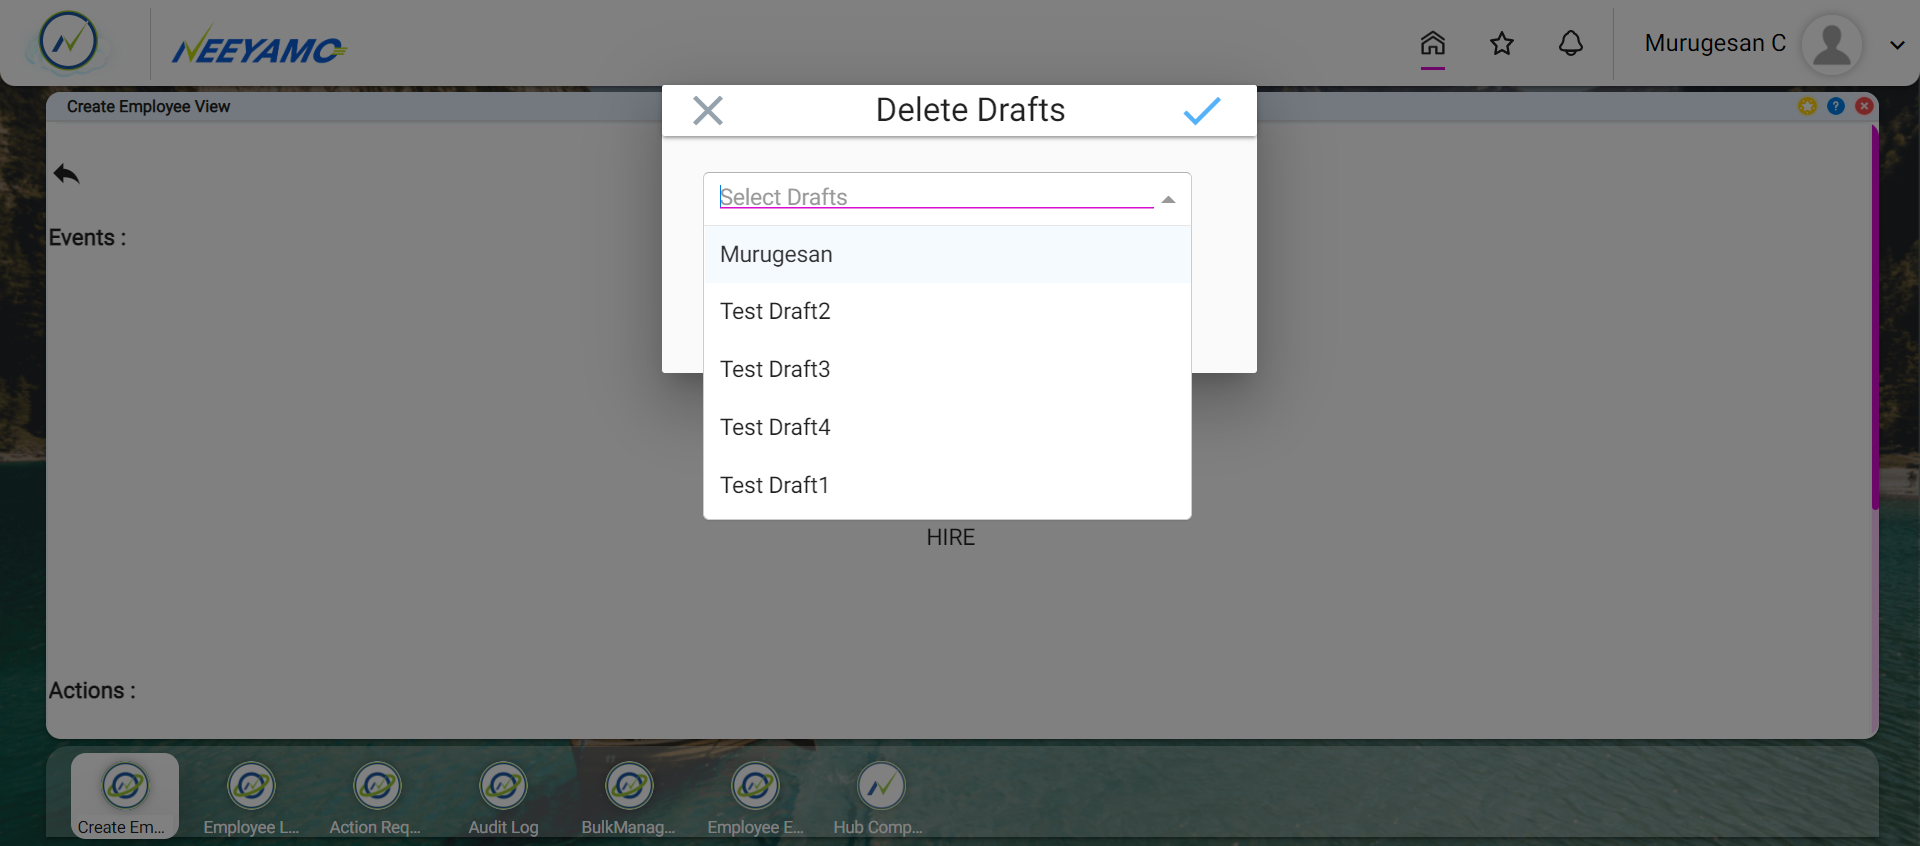 NEEYAMO
Murugesan C
Create Employee View
Delete Drafts
Select Drafts
Events :
Murugesan
Test Draft2
Test Draft3
Test Draft4
Test Draft1
HIRE
Actions :
Create Em...
Employee L...
Action Req...
Audit Log
BulkManag...
Employee E...
Hub Comp...